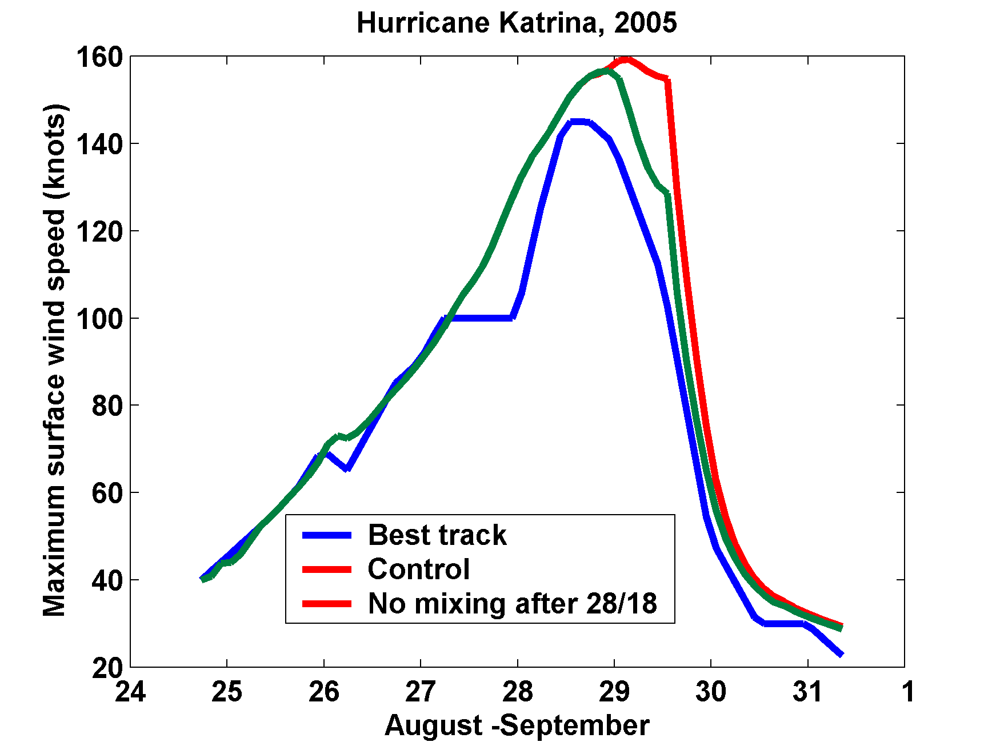 Hurricane Katrina, 2005
Maximum surface wind speed (knots)
160
140
120
100
80
60
40
20
Best track
Control
No mixing after 28/18
24 25 26 27 28 29 30 31 1
August -September